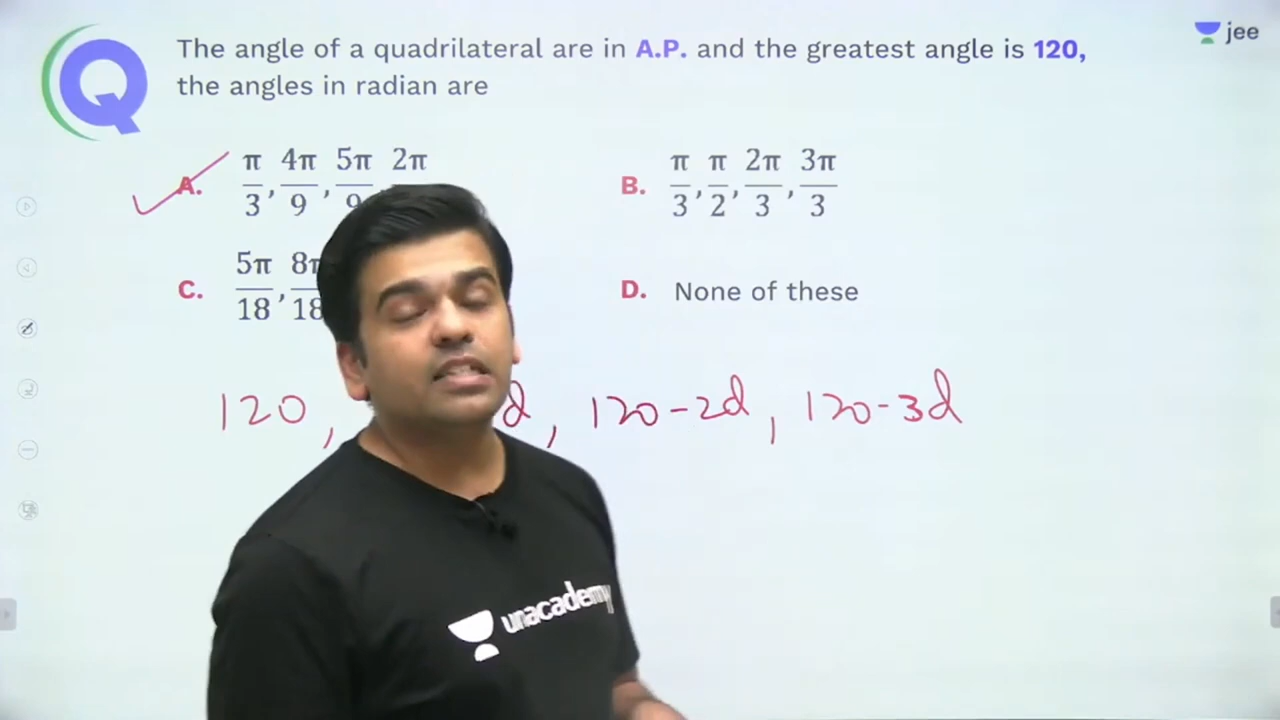 jee
The angle of a quadrilateral are in A.P. and the greatest angle is 120,
the angles in radian are
A. π/3, 4π/9, 5π/9, 2π
B. π/3, π/2, 2π/3, 3π/3
C. 5π/18, 8π/18
D. None of these
120, d, 120-2d, 120-3d
unacademy